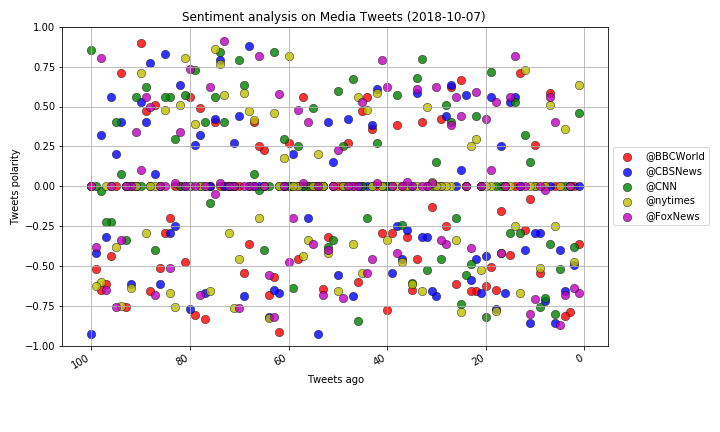 Sentiment analysis on Media Tweets (2018-10-07)
1.00
0.75
0.50
0.25
0.00
−0.25
−0.50
−0.75
−1.00
Tweets polarity
100
80
60
40
20
0
Tweets ago
@BBCWorld
@CBSNews
@CNN
@nytimes
@FoxNews